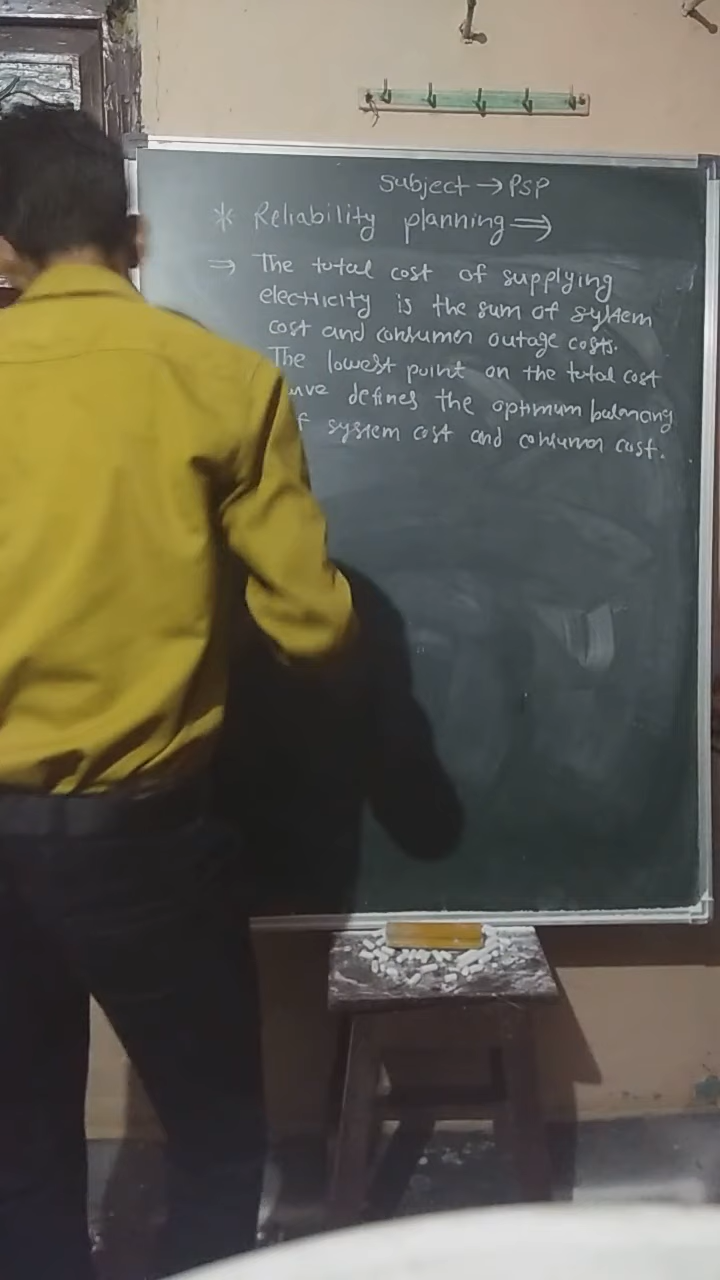 Subject → PSP
* Reliability planning ⇒
⇒ The total cost of supplying
electricity is the sum of system
cost and consumer outage costs.
The lowest point on the total cost
defines the optimum balancing
system cost and consumer cost.